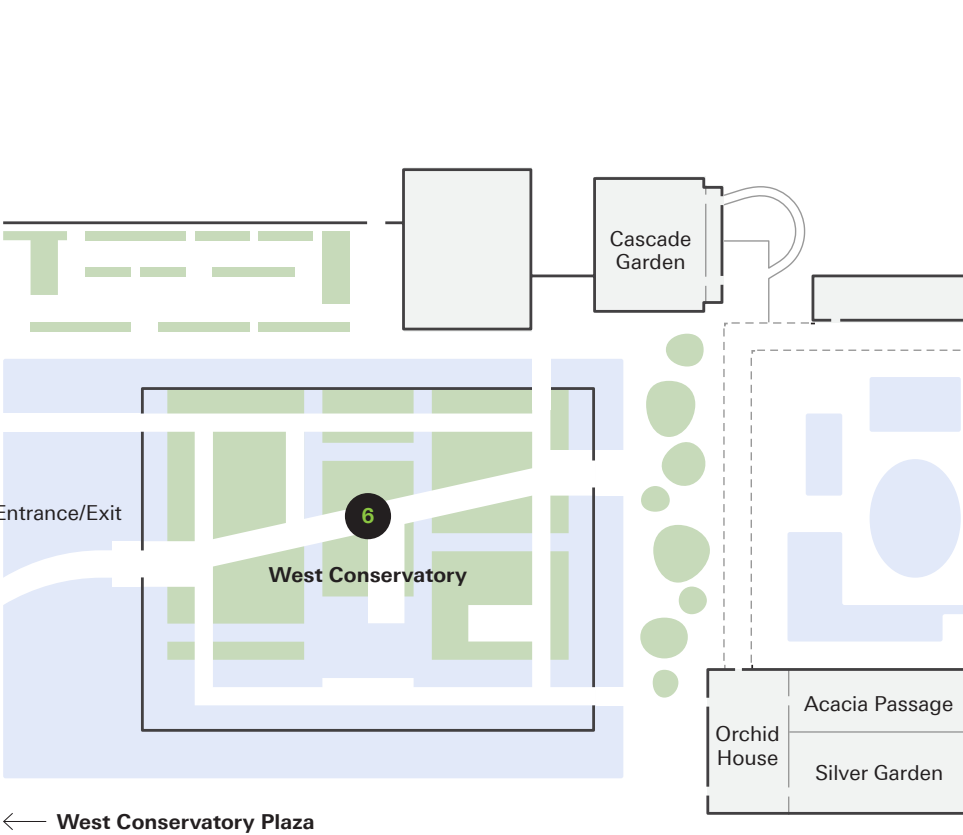 Cascade
Garden
Entrance/Exit
6
West Conservatory
Acacia Passage
Orchid
House
Silver Garden
West Conservatory Plaza